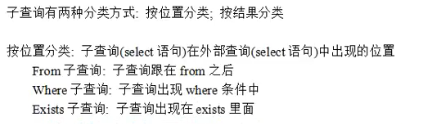 子查询有两种分类方式: 按位置分类; 按结果分类
按位置分类: 子查询(select 语句)在外部查询(select 语句)中出现的位置
From 子查询: 子查询跟在 from 之后
Where 子查询: 子查询出现 where 条件中
Exists 子查询: 子查询出现在 exists 里面